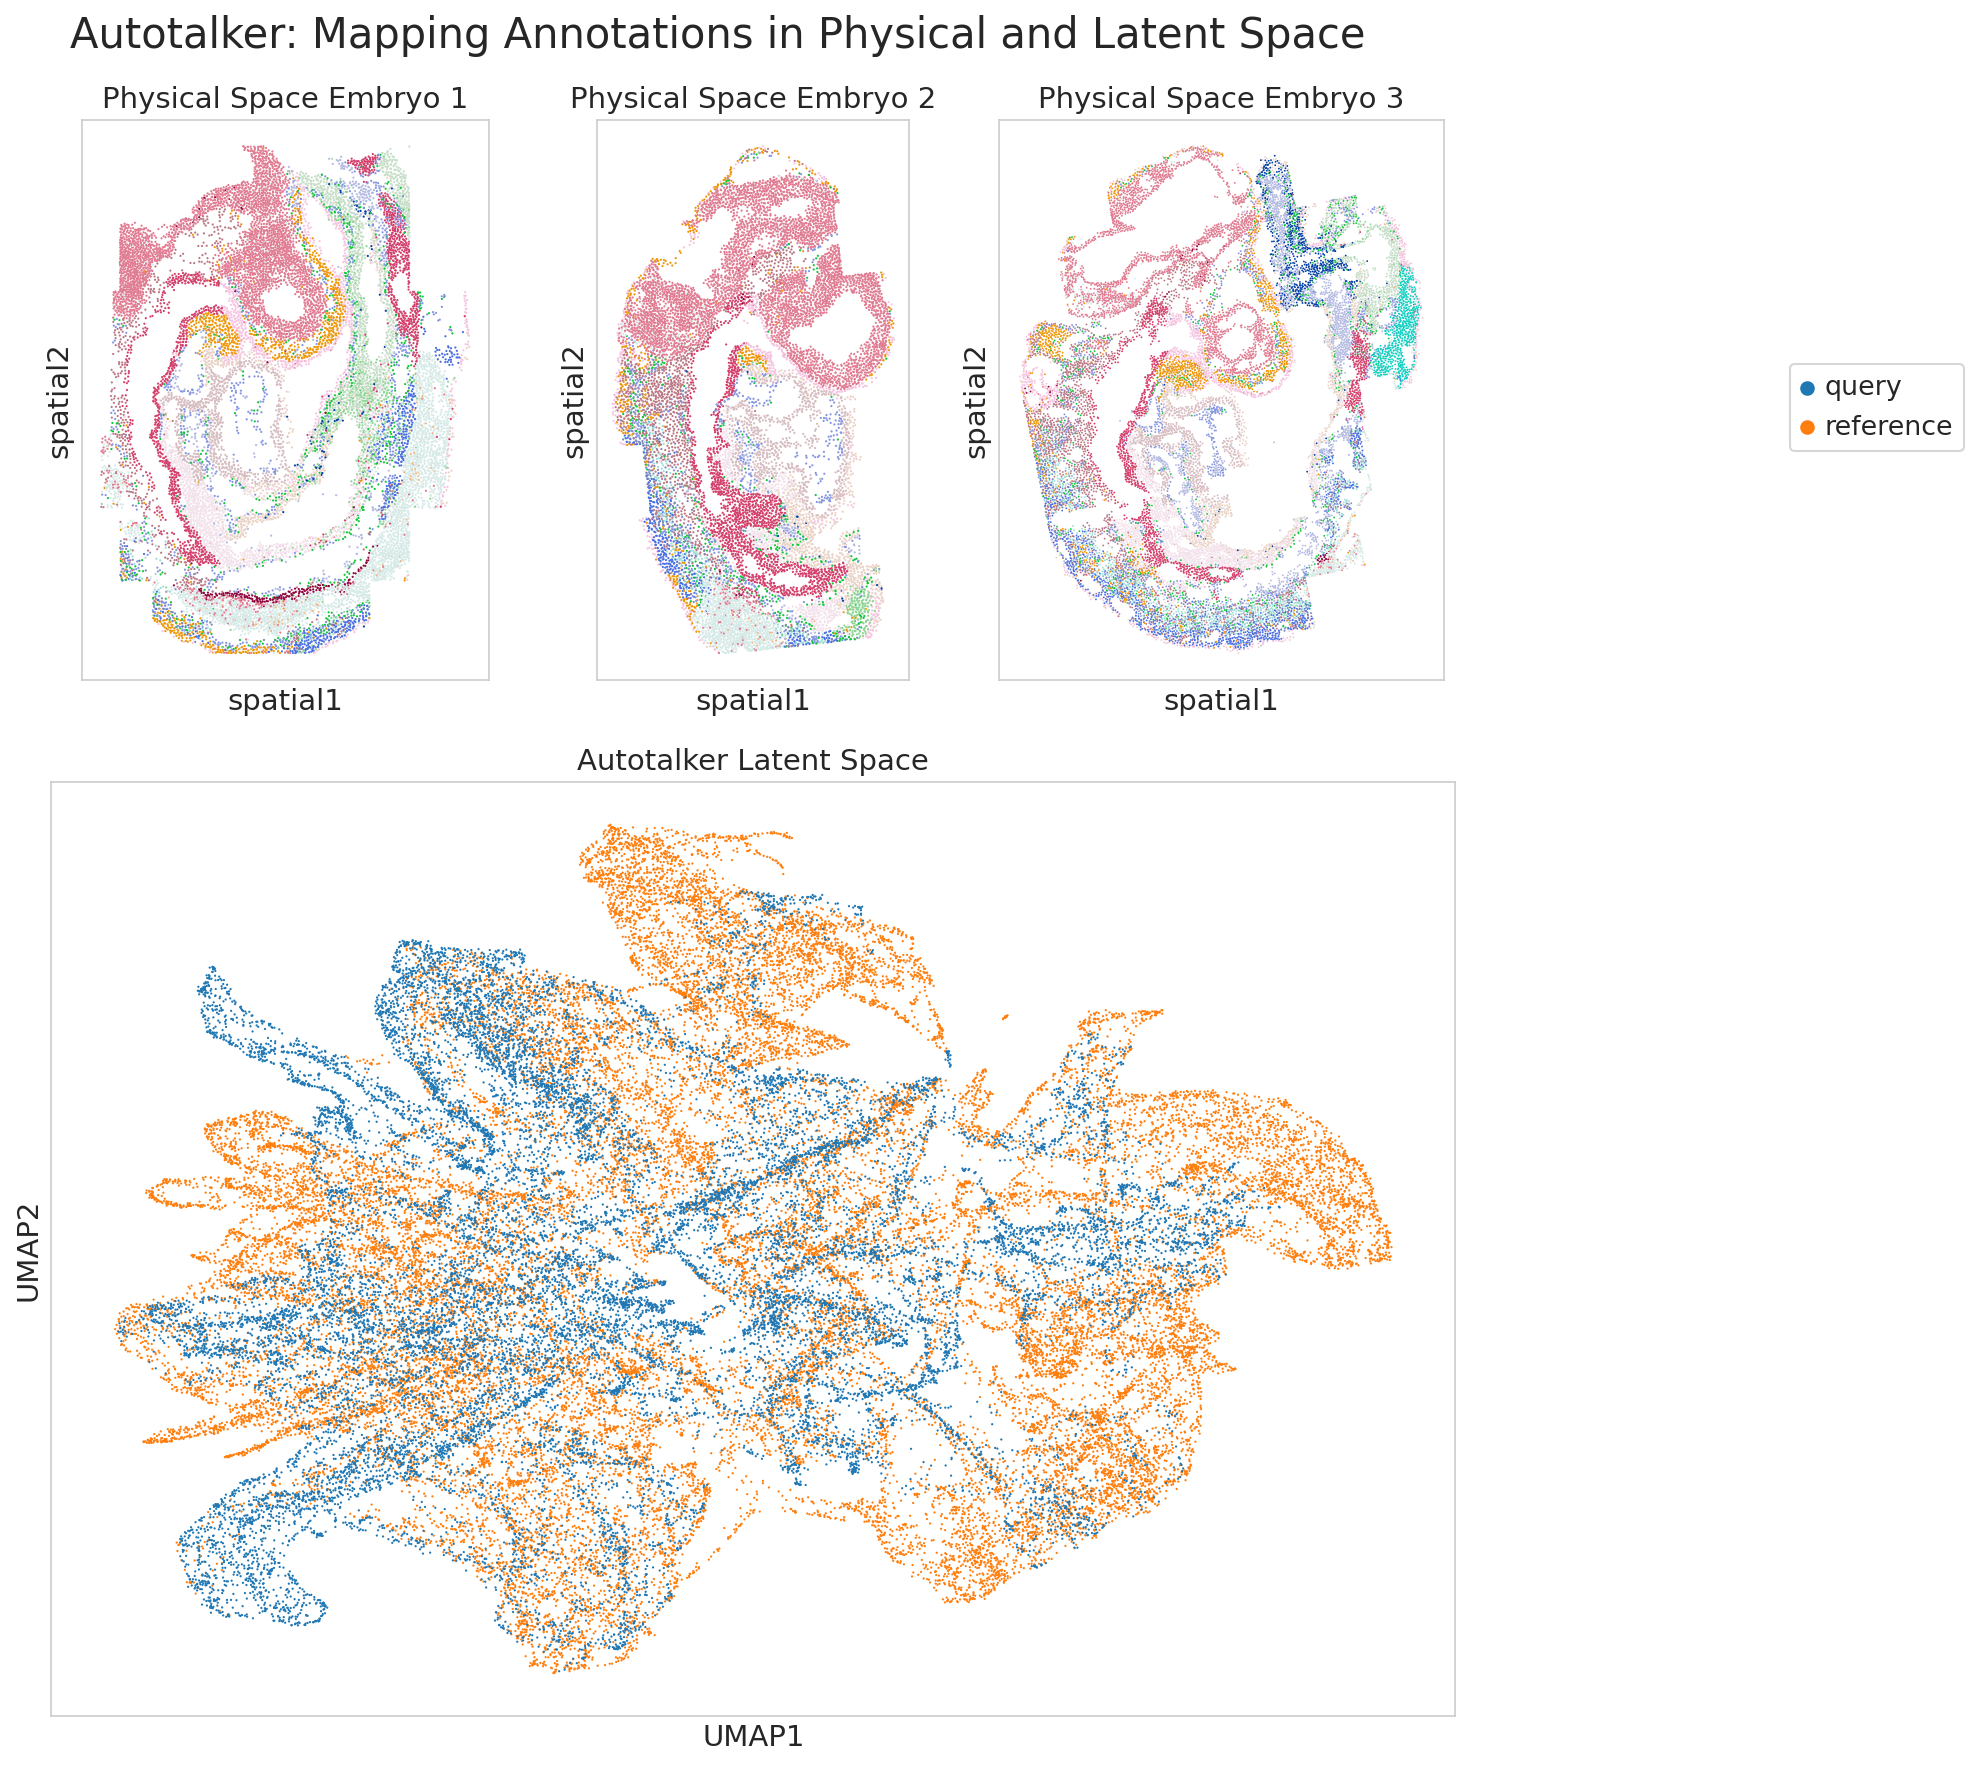 Autotalker: Mapping Annotations in Physical and Latent Space
Physical Space Embryo 1
Physical Space Embryo 2
Physical Space Embryo 3
spatial2
spatial2
spatial2
spatial1
spatial1
spatial1
query
reference
Autotalker Latent Space
UMAP2
UMAP1